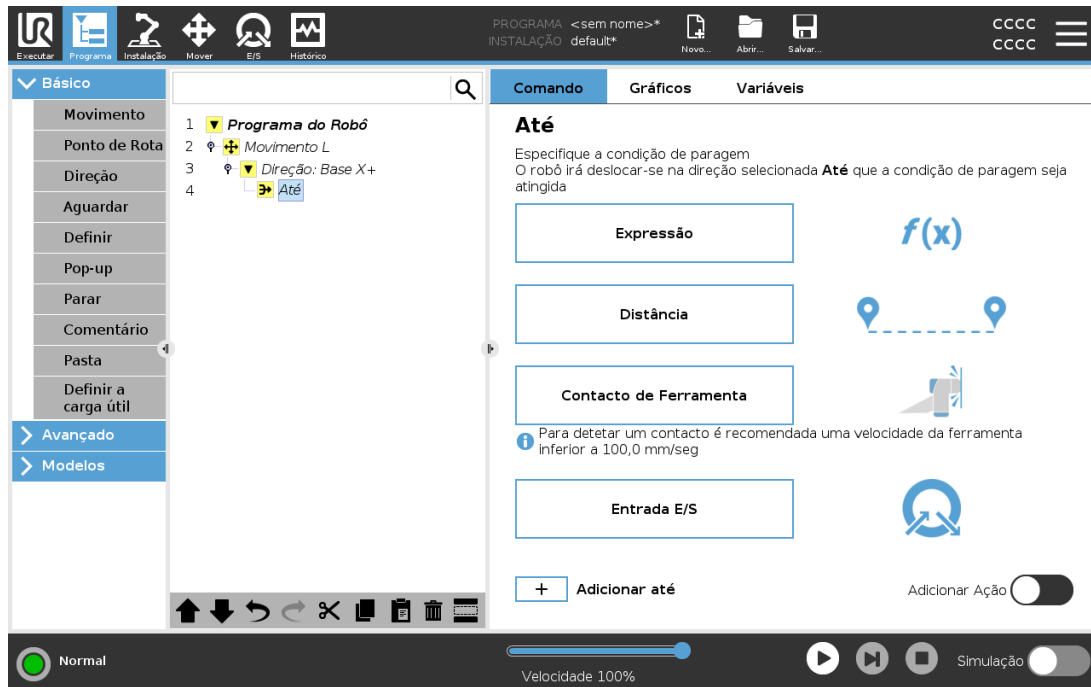 PROGRAMA <sem nome>*
INSTALAÇÃO default*
CCCC
CCCC
Executar Programa Instalação Mover E/S Histórico
Novo... Abrir... Salvar...
Básico
Movimento
Ponto de Rota
Direção
Aguardar
Definir
Pop-up
Parar
Comentário
Pasta
Definir a
carga útil
Avançado
Modelos
1 Programa do Robô
2 Movimento L
3 Direção: Base X+
4 Até
Comando Gráficos Variáveis
Até
Especifique a condição de paragem
O robô irá deslocar-se na direção selecionada Até que a condição de paragem seja
atingida
Expressão
f(x)
Distância
Contacto de Ferramenta
Para detetar um contacto é recomendada uma velocidade da ferramenta
inferior a 100,0 mm/seg
Entrada E/S
+ Adicionar até
Adicionar Ação
Normal
Velocidade 100%
Simulação